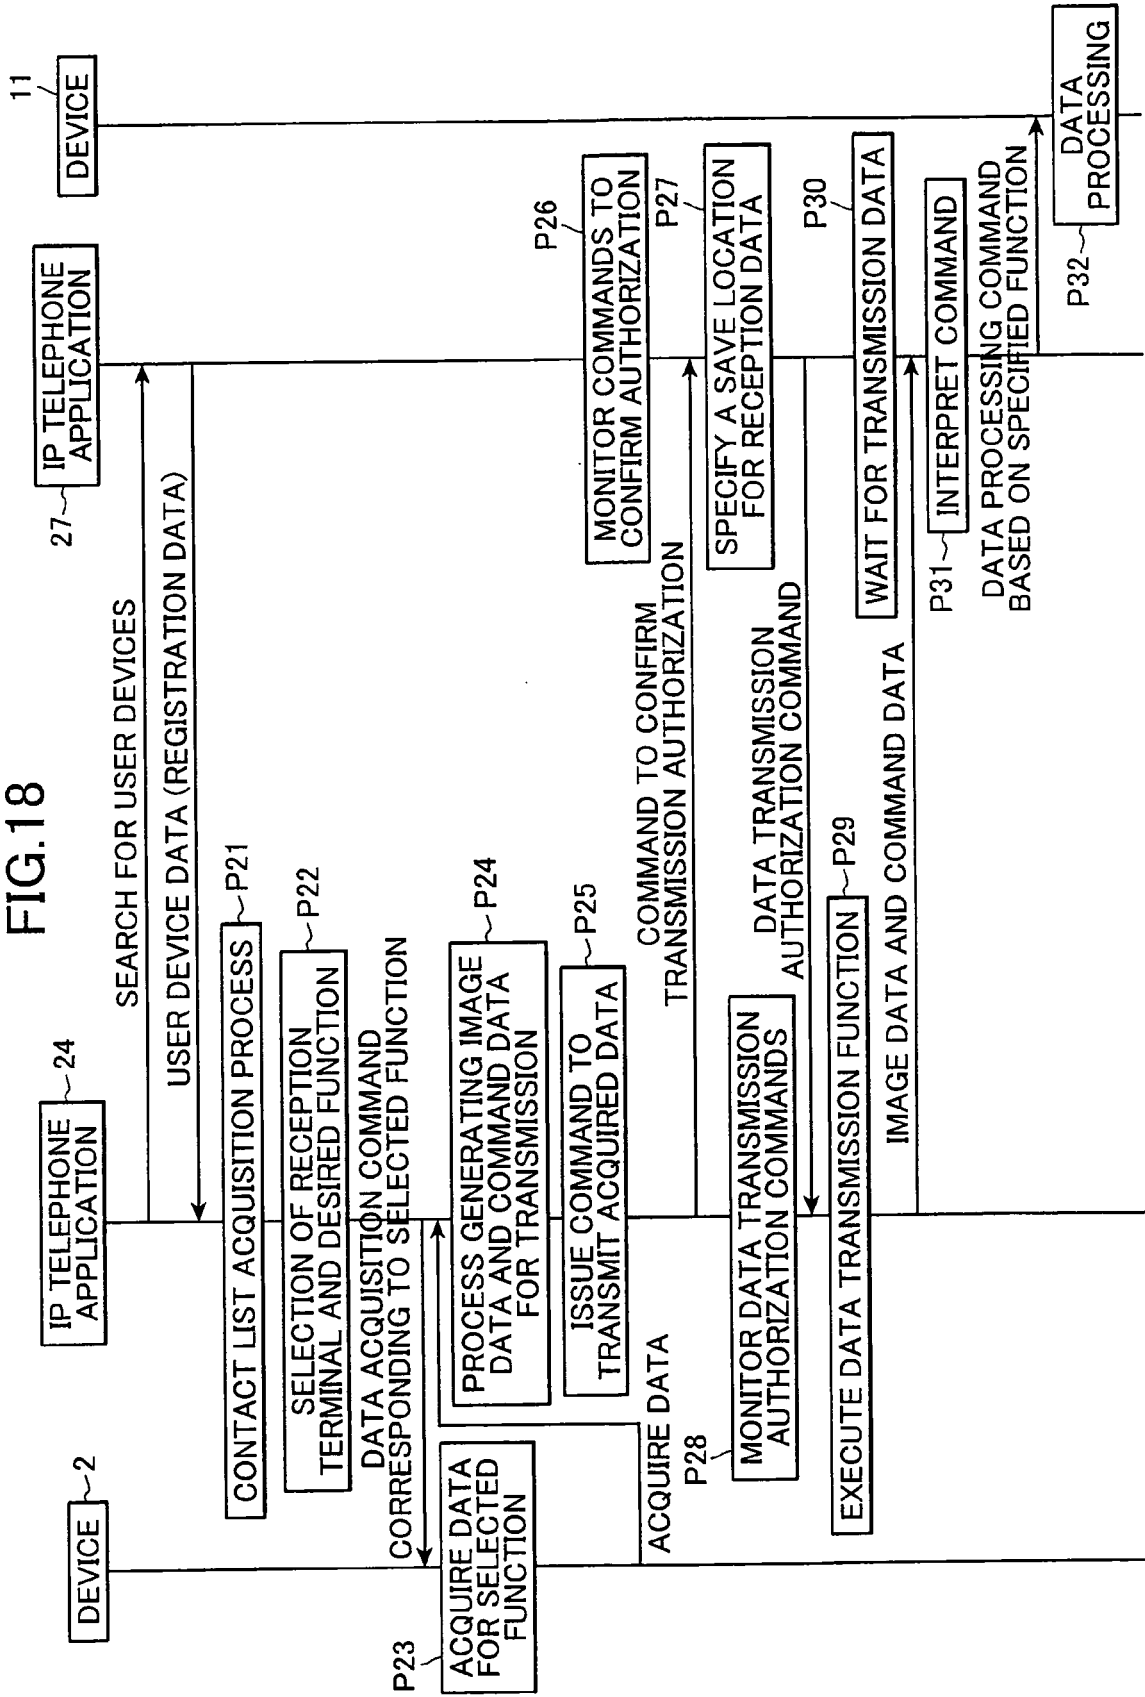 FIG.18
DEVICE
2
IP TELEPHONE
APPLICATION
24
IP TELEPHONE
APPLICATION
27
DEVICE
11
SEARCH FOR USER DEVICES
USER DEVICE DATA (REGISTRATION DATA)
CONTACT LIST ACQUISITION PROCESS
P21
SELECTION OF RECEPTION
TERMINAL AND DESIRED FUNCTION
P22
DATA ACQUISITION COMMAND
CORRESPONDING TO SELECTED FUNCTION
P23
ACQUIRE DATA
FOR SELECTED
FUNCTION
PROCESS GENERATING IMAGE
DATA AND COMMAND DATA
FOR TRANSMISSION
P24
ISSUE COMMAND TO
TRANSMIT ACQUIRED DATA
P25
ACQUIRE DATA
MONITOR COMMANDS TO
CONFIRM AUTHORIZATION
P26
COMMAND TO CONFIRM
TRANSMISSION AUTHORIZATION
SPECIFY A SAVE LOCATION
FOR RECEPTION DATA
P27
P28
MONITOR DATA TRANSMISSION
AUTHORIZATION COMMANDS
DATA TRANSMISSION
AUTHORIZATION COMMAND
EXECUTE DATA TRANSMISSION FUNCTION
P29
WAIT FOR TRANSMISSION DATA
P30
IMAGE DATA AND COMMAND DATA
P31
INTERPRET COMMAND
DATA PROCESSING COMMAND
BASED ON SPECIFIED FUNCTION
P32
DATA
PROCESSING